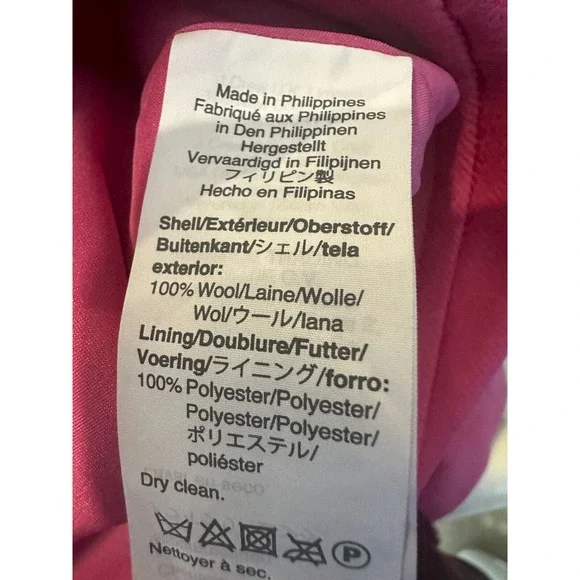 Made in Philippines
Fabriqué aux Philippines
in Den Philippinen
Hergestellt
Vervaardigd in Filipijnen
フィリピン製
Hecho en Filipinas
Shell/Extérieur/Oberstoff/
Buitenkant/シェル/tela
exterior:
100% Wool/Laine/Wolle/
Wol/ウール/lana
Lining/Doublure/Futter/
Voering/ライニング/forro:
100% Polyester/Polyester/
Polyester/Polyester/
ポリエステル/
poliéster
Dry clean.
P
Nettoyer à sec.